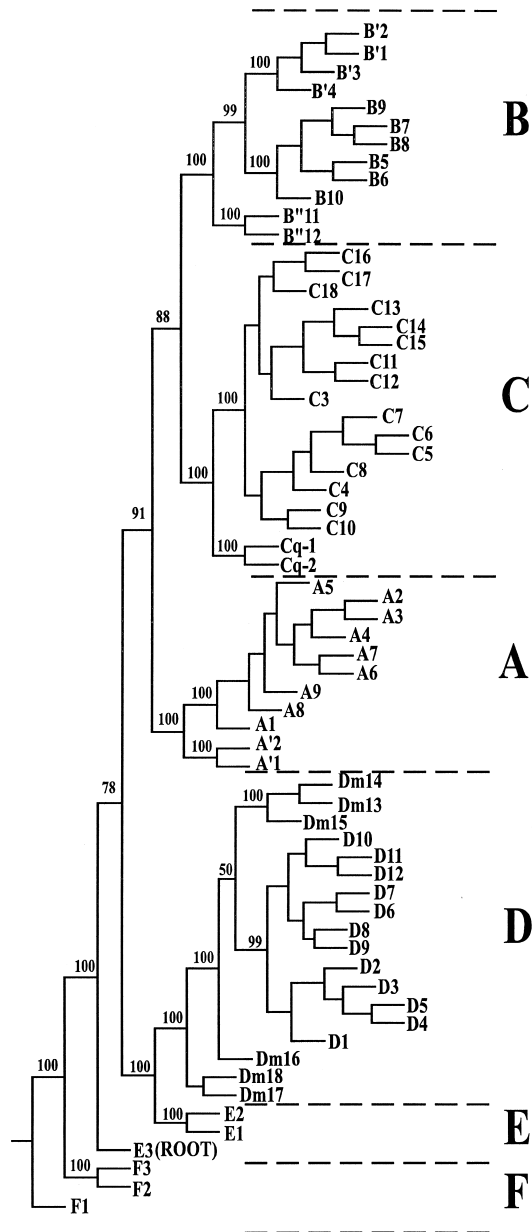 B'2
B'1
100
B'3
B'4
99
B9
B
B7
B8
100
100
B5
B6
B10
100
B"11
B"12
C16
C17
C18
C13
88
C14
C15
C11
C12
C
100
C3
C7
C6
C5
C8
100
C4
C9
91
C10
100
Cq-1
Cq-2
A5
A2
A3
A4
A7
A
A6
100
A9
A8
100
A1
100
A'2
A'1
78
Dm14
100
Dm13
Dm15
D10
D11
D12
50
D7
D6
D8
D
99
D9
100
100
D2
D3
D5
D4
100
D1
100
100
Dm16
Dm18
Dm17
100
E2
E
E1
E3(ROOT)
100
F3
F2
F
F1